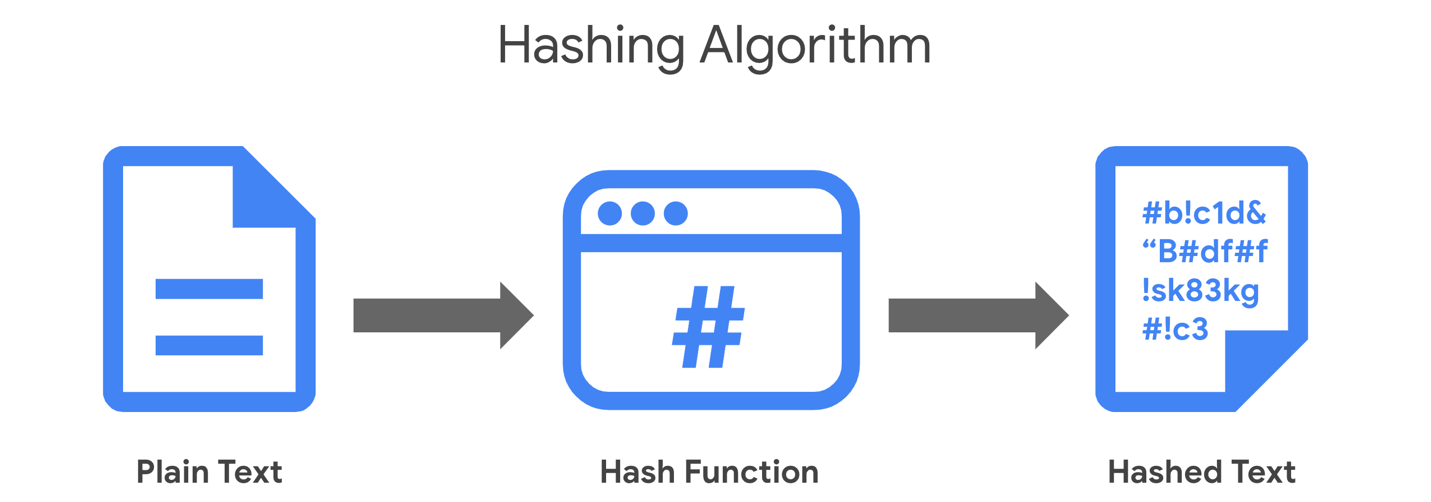 Hashing Algorithm
#
#b!c1d&
“B#df#f
!sk83kg
#!c3
Plain Text
Hash Function
Hashed Text